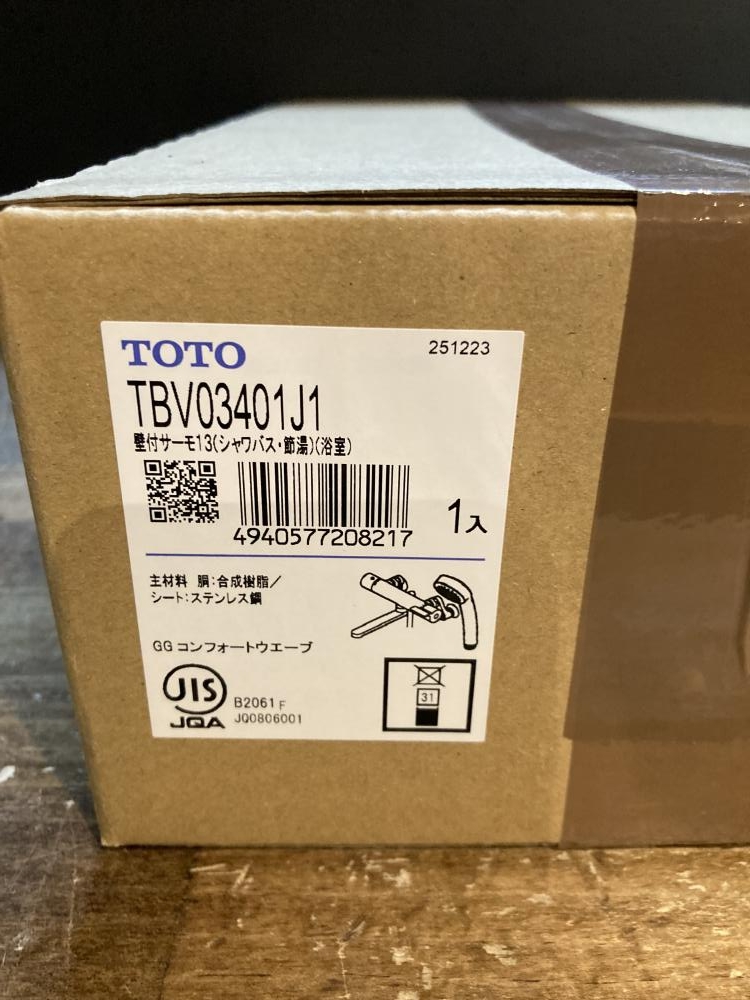 TOTO
251223
TBV03401J1
壁付サーモ13(シャワバス・節湯)(浴室)
4940577208217
1入
主材料 胴:合成樹脂/
シート:ステンレス鋼
GG コンフォートウエーブ
JIS
JQA
B2061 F
JQ0806001
31